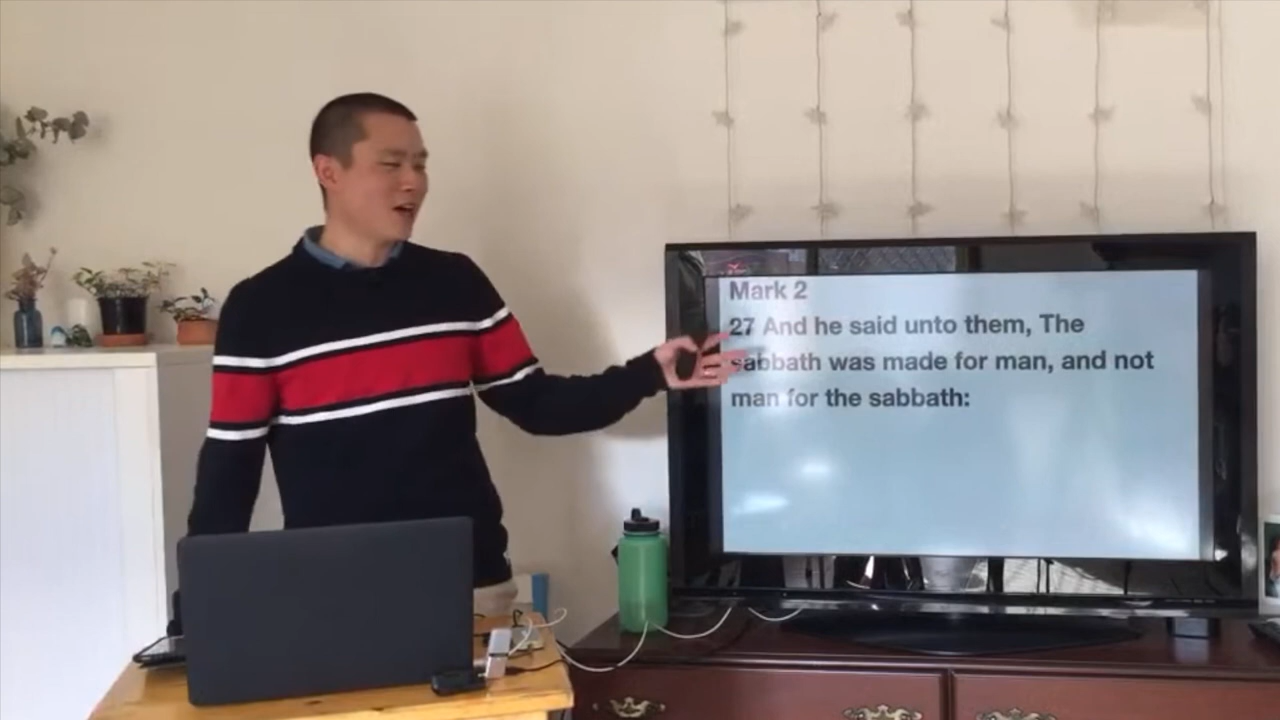 Mark 2
27 And he said unto them, The
sabbath was made for man, and not
man for the sabbath: